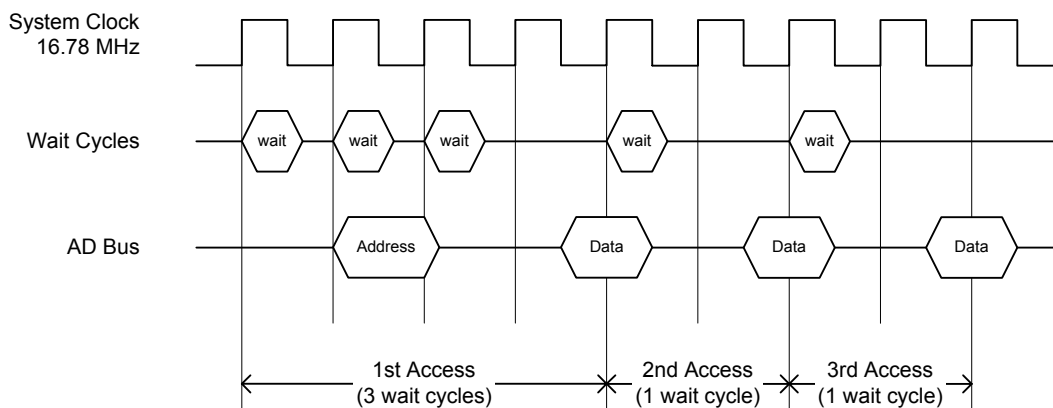 System Clock
16.78 MHz
Wait Cycles
wait
wait
wait
wait
wait
AD Bus
Address
Data
Data
Data
1st Access
(3 wait cycles)
2nd Access
(1 wait cycle)
3rd Access
(1 wait cycle)